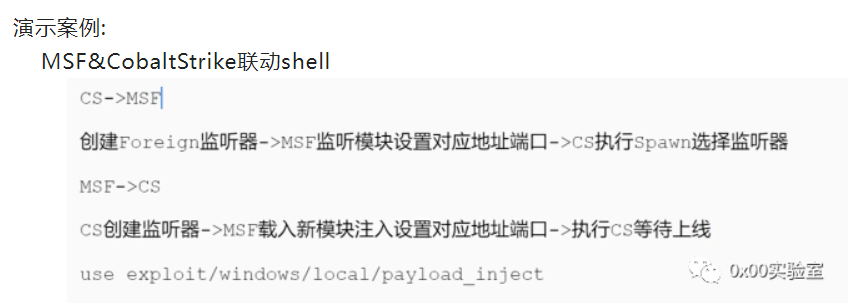 演示案例:
MSF&CobaltStrike联动shell
CS->MSF
创建Foreign监听器->MSF监听模块设置对应地址端口->CS执行Spawn选择监听器
MSF->CS
CS创建监听器->MSF载入新模块注入设置对应地址端口->执行CS等待上线
use exploit/windows/local/payload_inject
0x00实验室